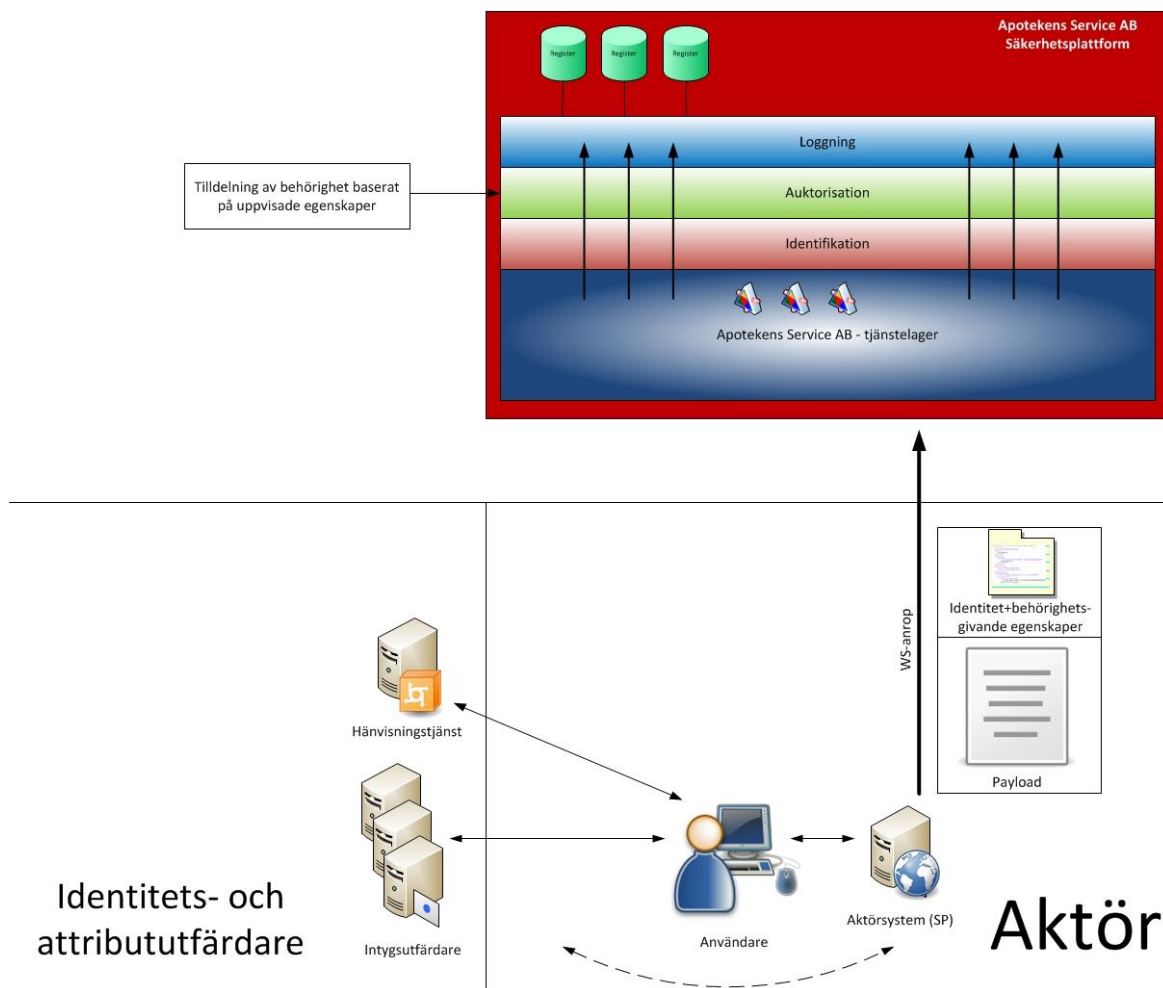 Apotekens Service AB
Säkerhetsplattform
Register
Register
Register
Loggning
Tilldelning av behörighet baserat
på uppvisade egenskaper
Auktorisation
Identifikation
Apotekens Service AB - tjänstelager
WS-anrop
Identitet+behörighets-
givande egenskaper
Payload
Hänvisningstjänst
Intygsutfärdare
Användare
Aktörsystem (SP)
Identitets- och
attribututfärdare
Aktör